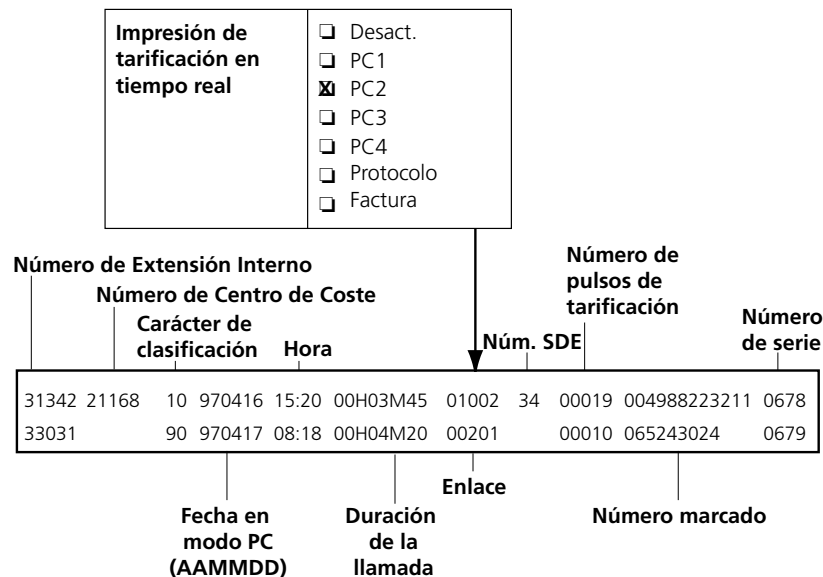 Impresión de
tarificación en
tiempo real
Desact.
PC1
X PC2
PC3
PC4
Protocolo
Factura
Número de Extensión Interno
Número de Centro de Coste
Carácter de
clasificación
Hora
Núm. SDE
Número de
pulsos de
tarificación
Número
de serie
31342 21168 10 970416 15:20 00H03M45 01002 34 00019 004988223211 0678
33031 90 970417 08:18 00H04M20 00201 00010 065243024 0679
Fecha en
modo PC
(AAMMDD)
Duración
de la
llamada
Enlace
Número marcado